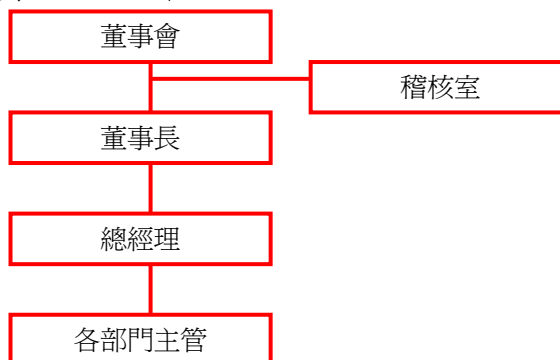 董事會
稽核室
董事長
總經理
各部門主管